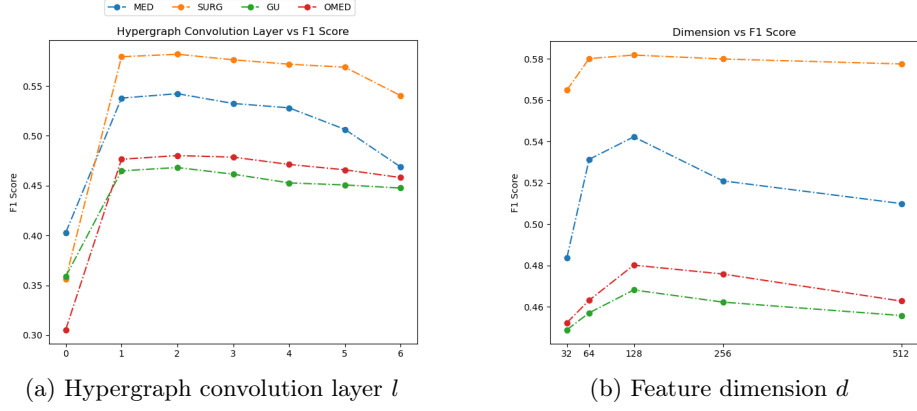 MED SURG GU OMED
Hypergraph Convolution Layer vs F1 Score
F1 Score
0.55
0.50
0.45
0.40
0.35
0.30
0 1 2 3 4 5 6
(a) Hypergraph convolution layer l
Dimension vs F1 Score
F1 Score
0.58
0.56
0.54
0.52
0.50
0.48
0.46
32 64 128 256 512
(b) Feature dimension d